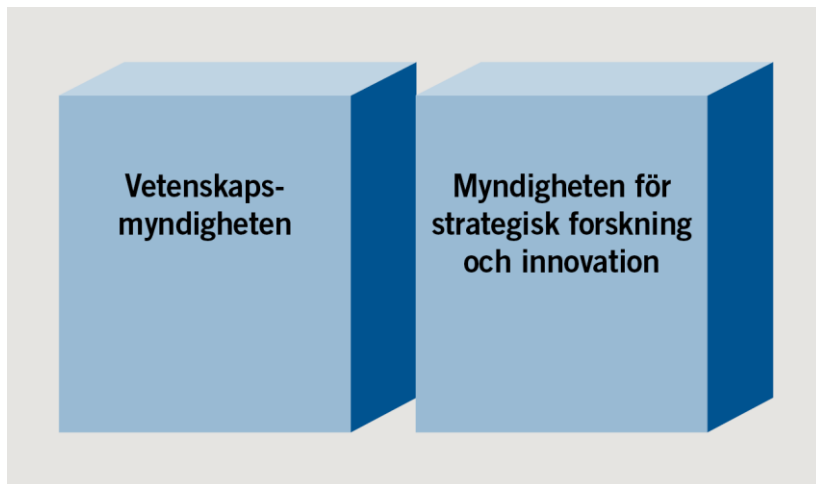 Vetenskaps-
myndigheten
Myndigheten för
strategisk forskning
och innovation